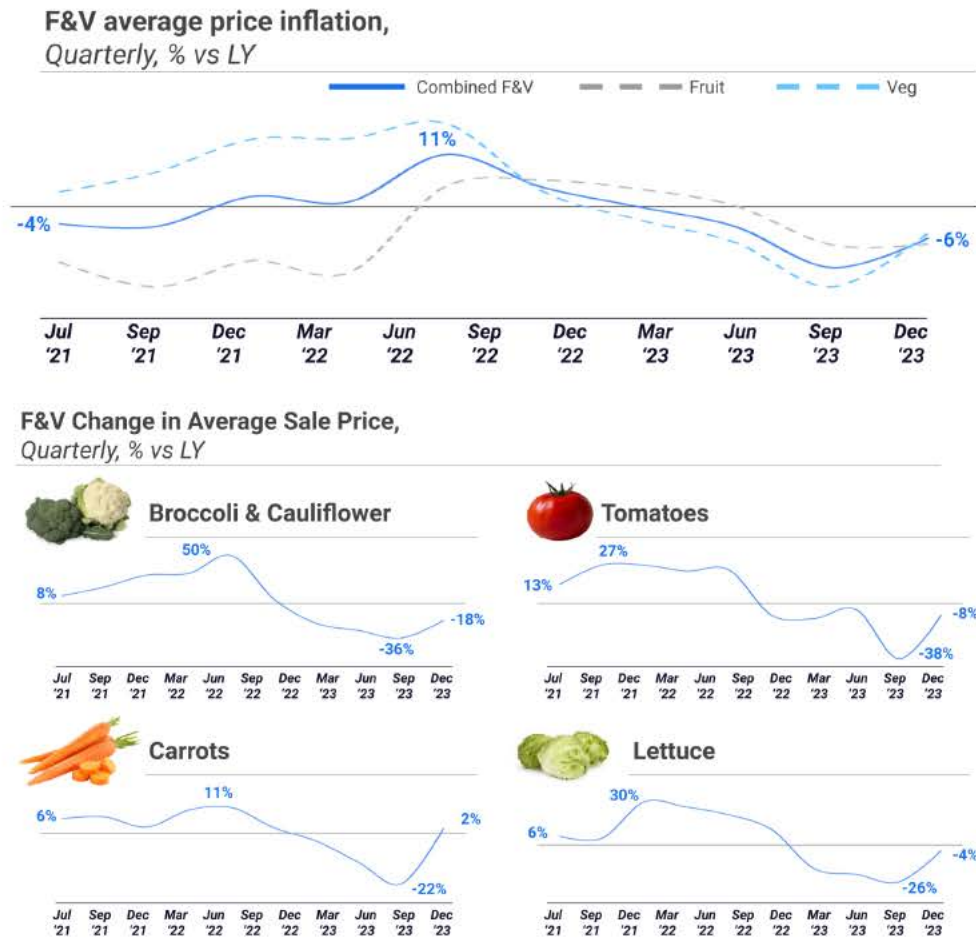 F&V average price inflation,
Quarterly, % vs LY
Combined F&V Fruit Veg
11%
-4%
-6%
Jul Sep Dec Mar Jun Sep Dec Mar Jun Sep Dec
'21 '21 '21 '22 '22 '22 '22 '23 '23 '23 '23
F&V Change in Average Sale Price,
Quarterly, % vs LY
Broccoli & Cauliflower
50%
8%
-18%
-36%
Jul Sep Dec Mar Jun Sep Dec Mar Jun Sep Dec
'21 '21 '21 '22 '22 '22 '22 '23 '23 '23 '23
Tomatoes
27%
13%
-8%
-38%
Jul Sep Dec Mar Jun Sep Dec Mar Jun Sep Dec
'21 '21 '21 '22 '22 '22 '22 '23 '23 '23 '23
Carrots
11%
6%
2%
-22%
Jul Sep Dec Mar Jun Sep Dec Mar Jun Sep Dec
'21 '21 '21 '22 '22 '22 '22 '23 '23 '23 '23
Lettuce
30%
6%
-4%
-26%
Jul Sep Dec Mar Jun Sep Dec Mar Jun Sep Dec
'21 '21 '21 '22 '22 '22 '22 '23 '23 '23 '23